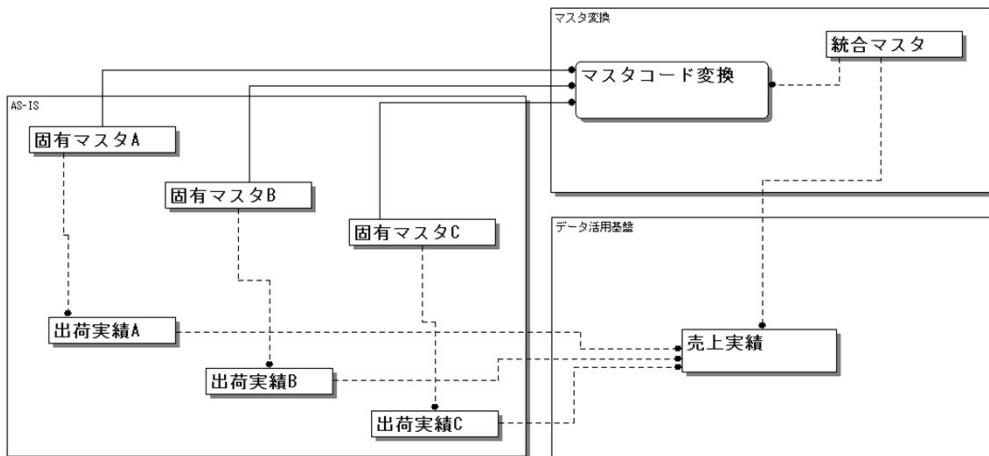 マスタ変換
統合マスタ
マスタコード変換
AS-IS
固有マスタA
固有マスタB
固有マスタC
データ活用基盤
出荷実績A
売上実績
出荷実績B
出荷実績C